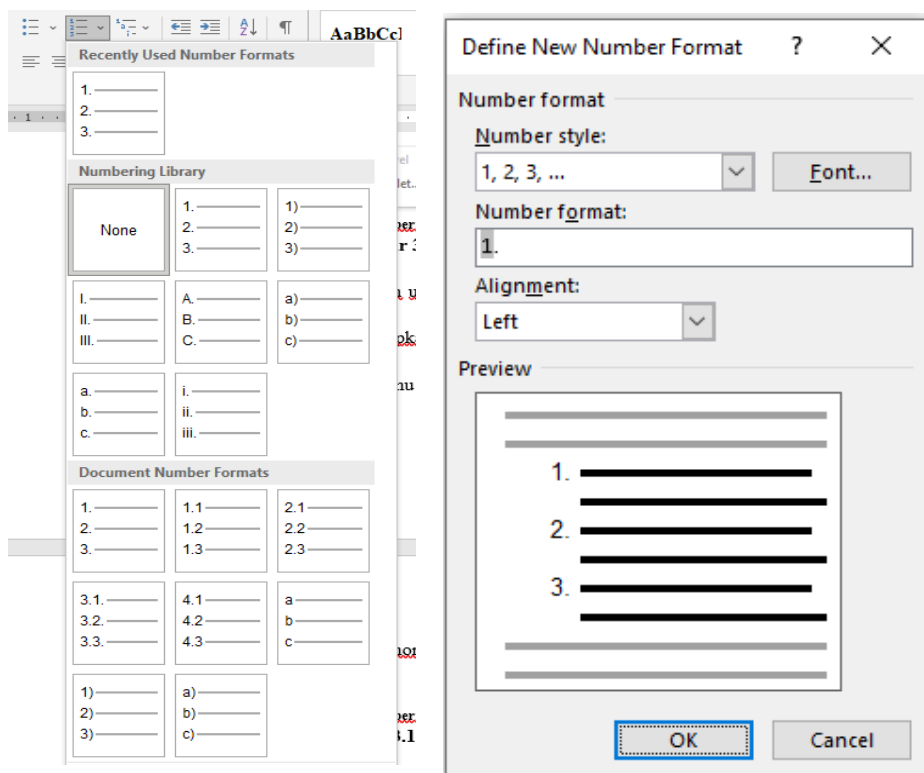 AaBbCcl
Recently Used Number Formats
1.
2.
3.
1
Numbering Library
None
1.
2.
3.
1)
2)
3)
I.
II.
III.
A.
B.
C.
a)
b)
c)
a.
b.
c.
i.
ii.
iii.
Document Number Formats
1.
2.
3.
1.1
1.2
1.3
2.1
2.2
2.3
3.1.
3.2.
3.3.
4.1
4.2
4.3
a
b
c
1)
2)
3)
a)
b)
c)
Define New Number Format ? ×
Number format
Number style:
1, 2, 3, ... Font...
Number format:
1.
Alignment:
Left
Preview
1.
2.
3.
OK Cancel